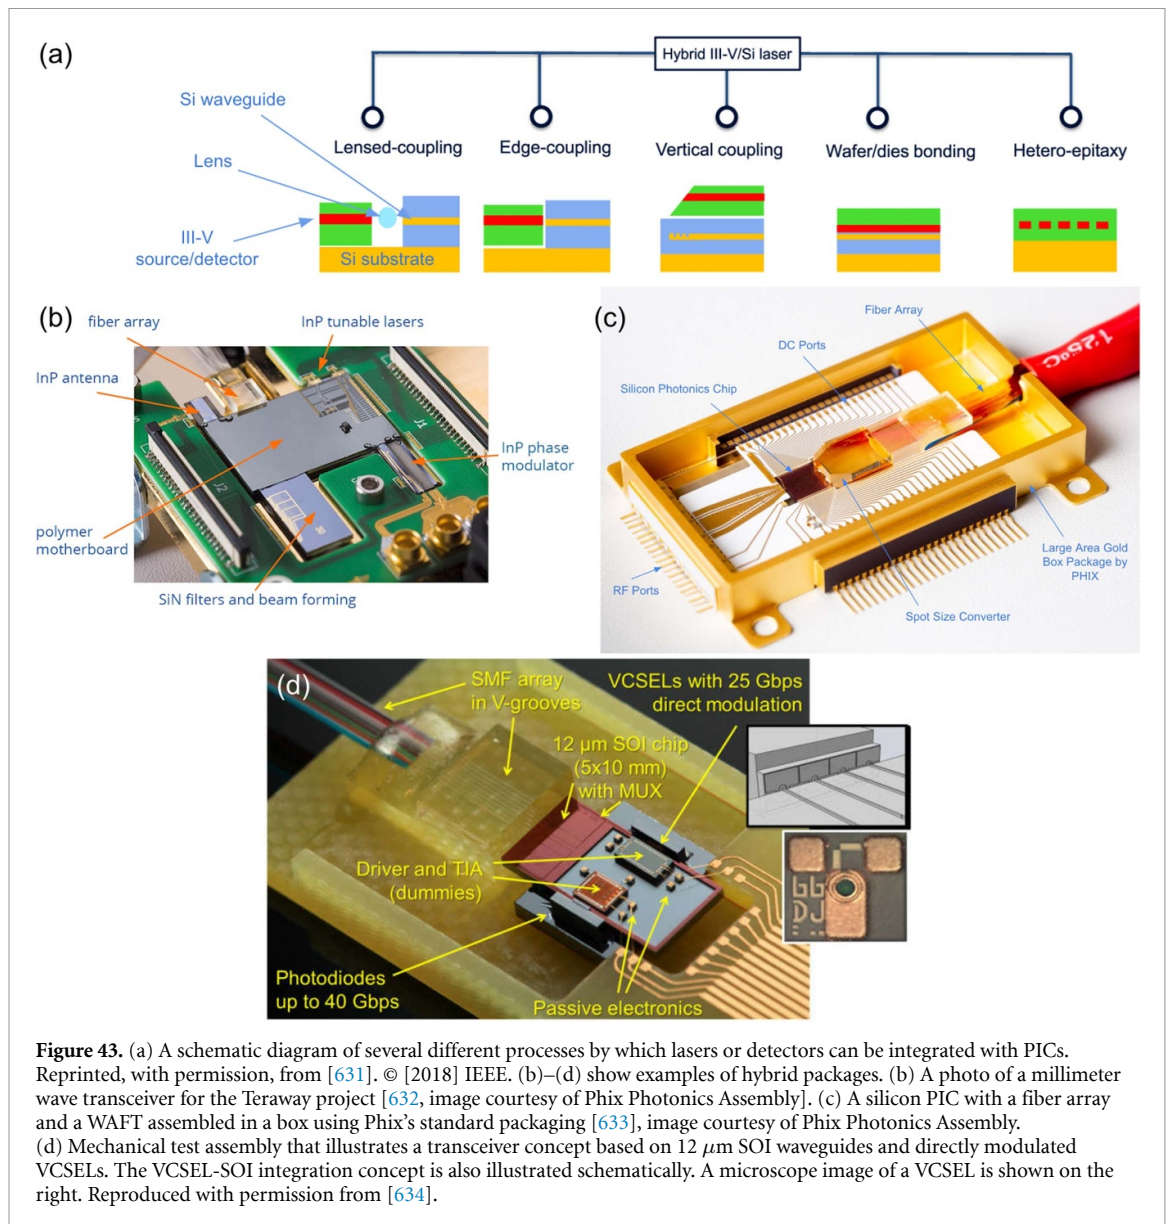 (a)
Hybrid III-V/Si laser
Si waveguide
Lensed-coupling
Edge-coupling
Vertical coupling
Wafer/dies bonding
Hetero-epitaxy
Lens
III-V
source/detector
Si substrate
(b)
fiber array
InP tunable lasers
InP antenna
J1
InP phase
modulator
J2
polymer
motherboard
SiN filters and beam forming
(c)
Fiber Array
125°C
DC Ports
Silicon Photonics Chip
Large Area Gold
Box Package by
PHIX
RF Ports
Spot Size Converter
(d)
SMF array
in V-grooves
VCSELs with 25 Gbps
direct modulation
12 µm SOI chip
(5x10 mm)
with MUX
Driver and TIA
(dummies)
Photodiodes
up to 40 Gbps
Passive electronics
DJ
Figure 43. (a) A schematic diagram of several different processes by which lasers or detectors can be integrated with PICs.
Reprinted, with permission, from [631]. © [2018] IEEE. (b)–(d) show examples of hybrid packages. (b) A photo of a millimeter
wave transceiver for the Teraway project [632, image courtesy of Phix Photonics Assembly]. (c) A silicon PIC with a fiber array
and a WAFT assembled in a box using Phix's standard packaging [633], image courtesy of Phix Photonics Assembly.
(d) Mechanical test assembly that illustrates a transceiver concept based on 12 µm SOI waveguides and directly modulated
VCSELs. The VCSEL-SOI integration concept is also illustrated schematically. A microscope image of a VCSEL is shown on the
right. Reproduced with permission from [634].